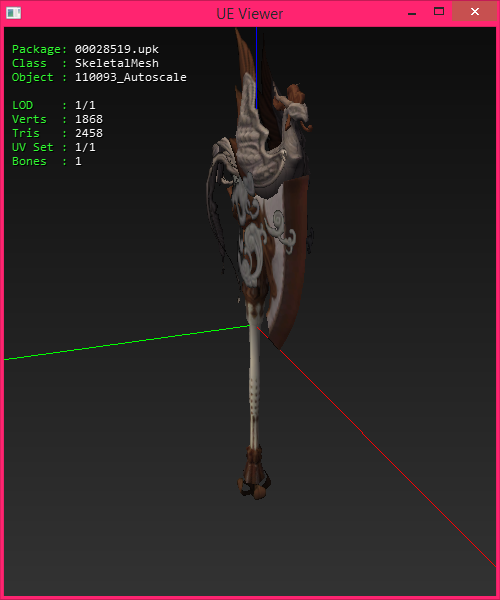 UE Viewer
Package: 00028519.upk
Class  : SkeletalMesh
Object : 110093_Autoscale
LOD    : 1/1
Verts  : 1868
Tris   : 2458
UV Set : 1/1
Bones  : 1